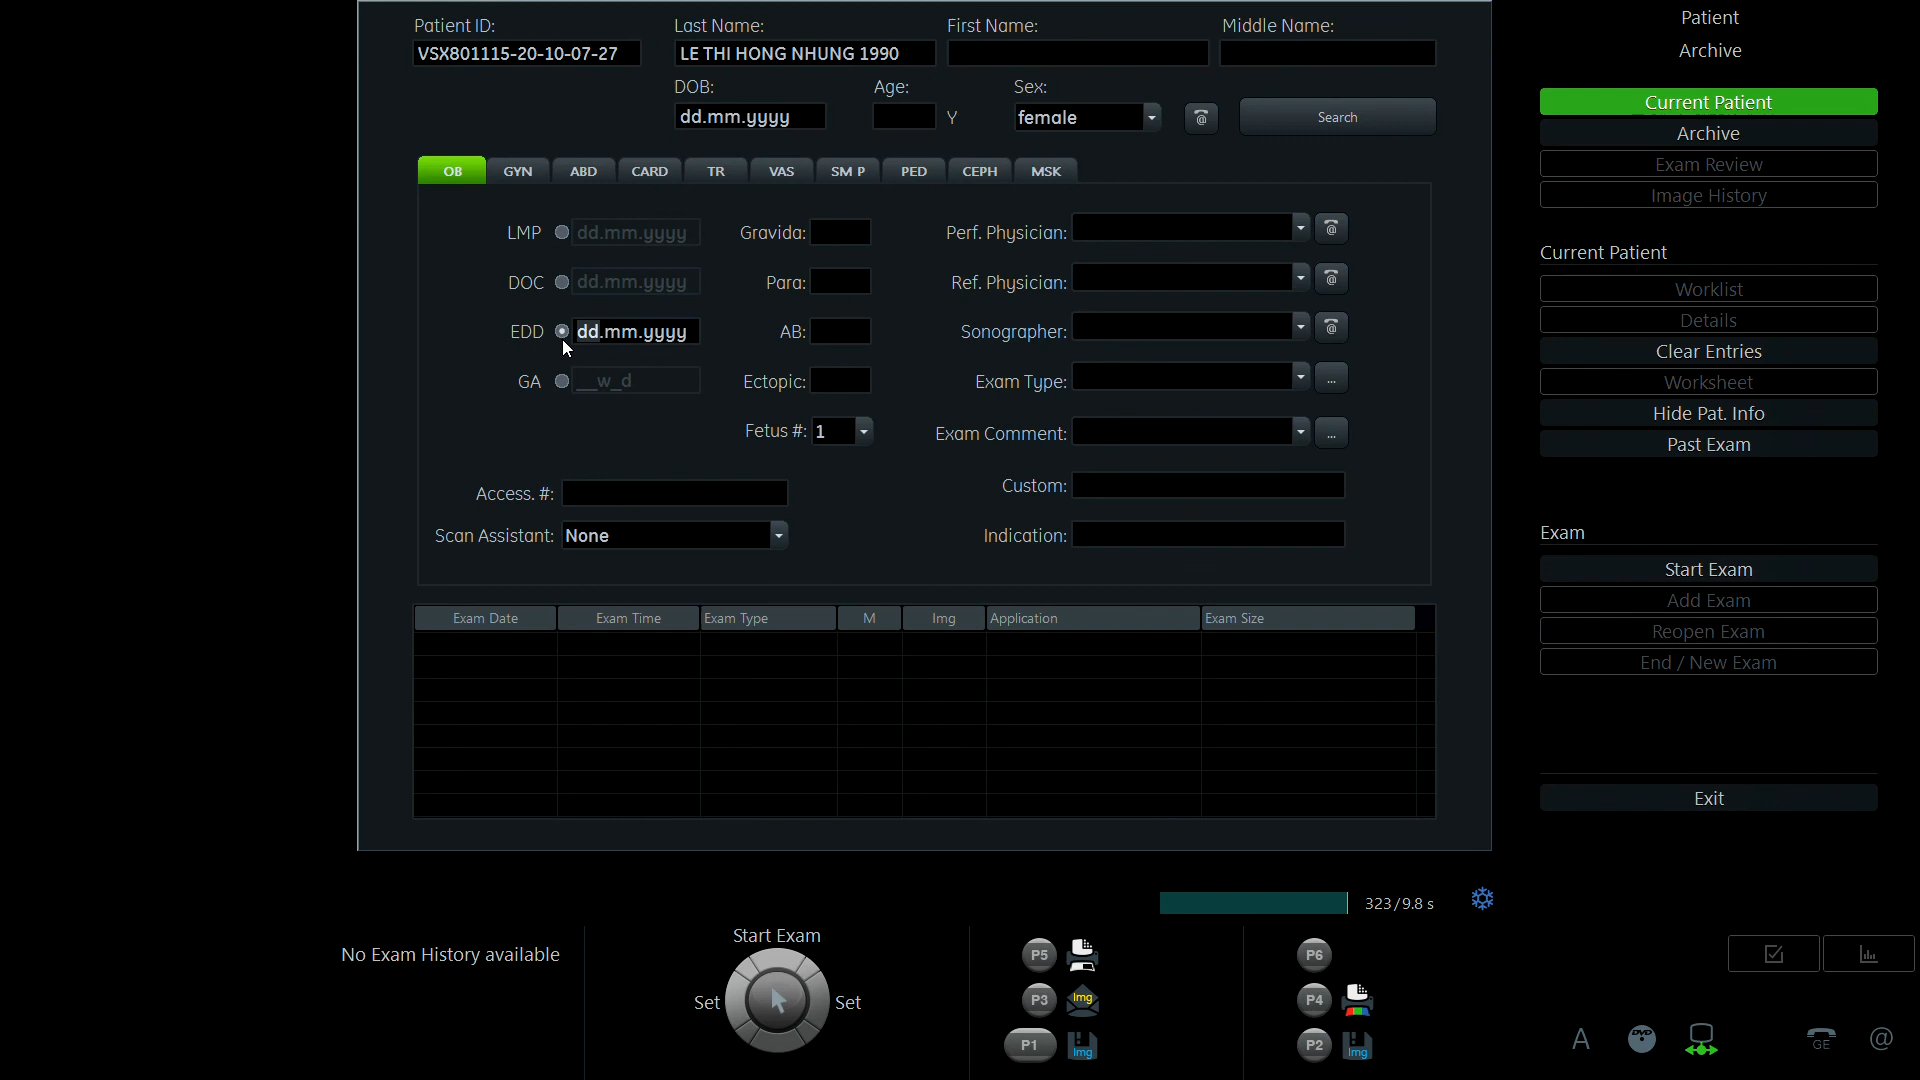 Patient ID: Last Name: First Name: Middle Name:
VSX801115-20-10-07-27 LE THI HONG NHUNG 1990
DOB: Age: Sex:
dd.mm.yyyy Y female @ Search
OB GYN ABD CARD TR VAS SM P PED CEPH MSK
LMP dd.mm.yyyy Gravida: Perf. Physician: @
DOC dd.mm.yyyy Para: Ref. Physician: @
EDD dd.mm.yyyy AB: Sonographer: @
GA __w_d Ectopic: Exam Type: ...
Fetus #: 1 Exam Comment: ...
Access. #: Custom:
Scan Assistant: None Indication:
Exam Date Exam Time Exam Type M Img Application Exam Size
Patient
Archive
Current Patient
Archive
Exam Review
Image History
Current Patient
Worklist
Details
Clear Entries
Worksheet
Hide Pat. Info
Past Exam
Exam
Start Exam
Add Exam
Reopen Exam
End / New Exam
Exit
323/9.8 s
No Exam History available
Start Exam
Set Set
P5 P6
P3 Img P4
P1 Img P2 Img
A DVD GE @